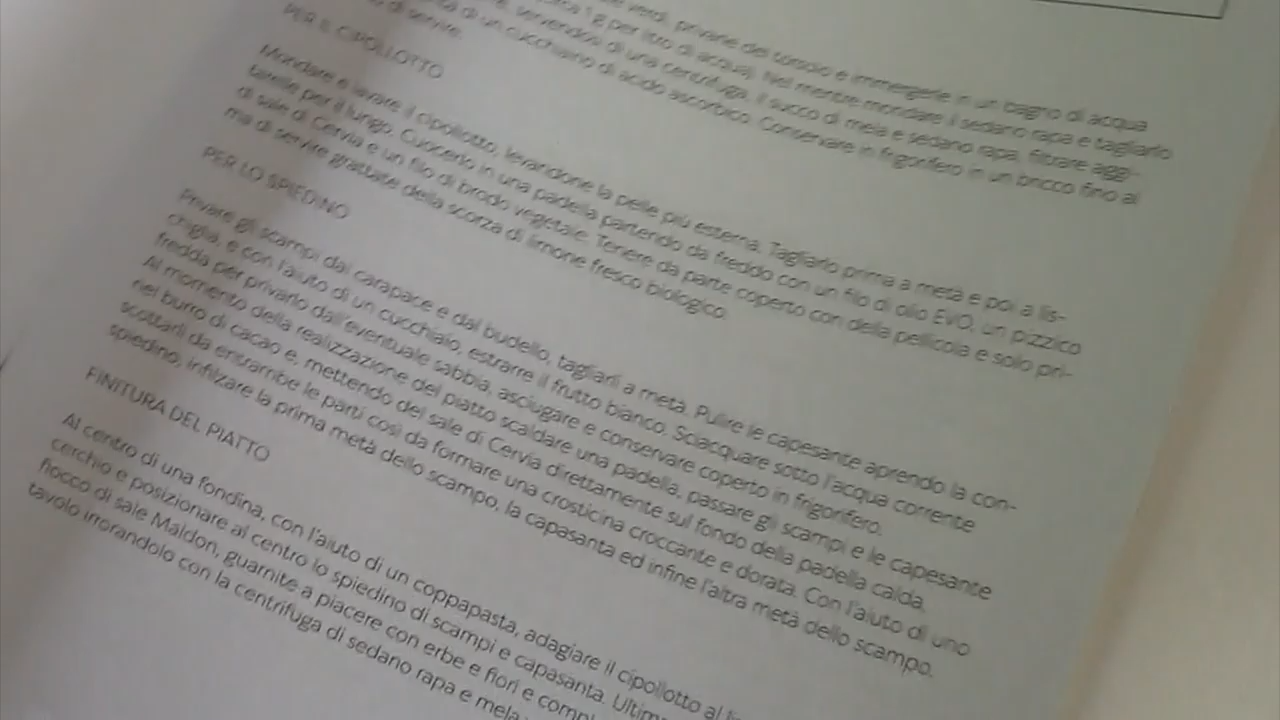 verdi, privarle del torsolo e immergerle in un bagno di acqua
1 g per litro di acqua). Nel mentre mondare il sedano rapa e tagliarlo
servendosi di una centrifuga, il succo di mela e sedano rapa, filtrare aggi-
di un cucchiaino di acido ascorbico. Conservare in frigorifero in un bricco fino al
di servire.
PER IL CIPOLLOTTO
Mondare e lavare il cipollotto, levandone la pelle più esterna. Tagliarlo prima a metà e poi a lis-
tarelle per il lungo. Cuocerlo in una padella partendo da freddo con un filo di olio EVO, un pizzico
di sale di Cervia e un filo di brodo vegetale. Tenere da parte coperto con della pellicola e solo pri-
ma di servire grattate della scorza di limone fresco biologico.
PER LO SPIEDINO
Privare gli scampi dal carapace e dal budello, tagliarli a metà. Pulire le capesante aprendo la con-
chiglia, e con l'aiuto di un cucchiaio, estrarre il frutto bianco. Sciacquare sotto l'acqua corrente
fredda per privarlo dall'eventuale sabbia, asciugare e conservare coperto in frigorifero.
Al momento della realizzazione del piatto scaldare una padella, passare gli scampi e le capesante
nel burro di cacao e, mettendo del sale di Cervia direttamente sul fondo della padella calda,
scottarli da entrambe le parti così da formare una crosticina croccante e dorata. Con l'aiuto di uno
spiedino, infilzare la prima metà dello scampo, la capasanta ed infine l'altra metà dello scampo.
FINITURA DEL PIATTO
Al centro di una fondina, con l'aiuto di un coppapasta, adagiare il cipollotto al
cerchio e posizionare al centro lo spiedino di scampi e capasanta.
fiocco di sale Maldon, guarnite a piacere con erbe e fiori e
tavolo irrorandolo con la centrifuga di sedano rapa e mela